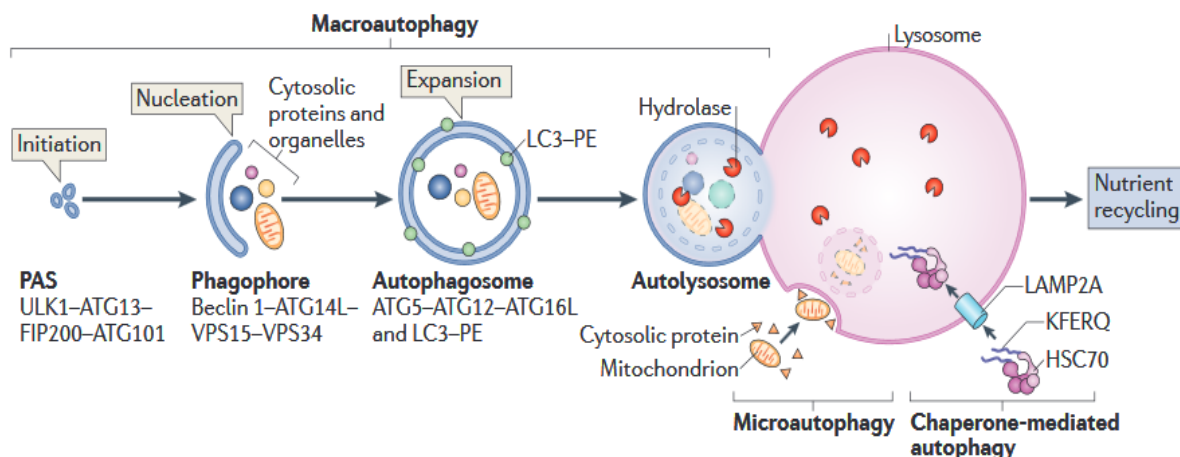 Macroautophagy
Initiation
Nucleation
Cytosolic
proteins and
organelles
Expansion
LC3–PE
Hydrolase
Lysosome
Nutrient
recycling
PAS
ULK1–ATG13–
FIP200–ATG101
Phagophore
Beclin 1–ATG14L–
VPS15–VPS34
Autophagosome
ATG5–ATG12–ATG16L
and LC3–PE
Autolysosome
Cytosolic protein
Mitochondrion
LAMP2A
KFERQ
HSC70
Microautophagy
Chaperone-mediated
autophagy